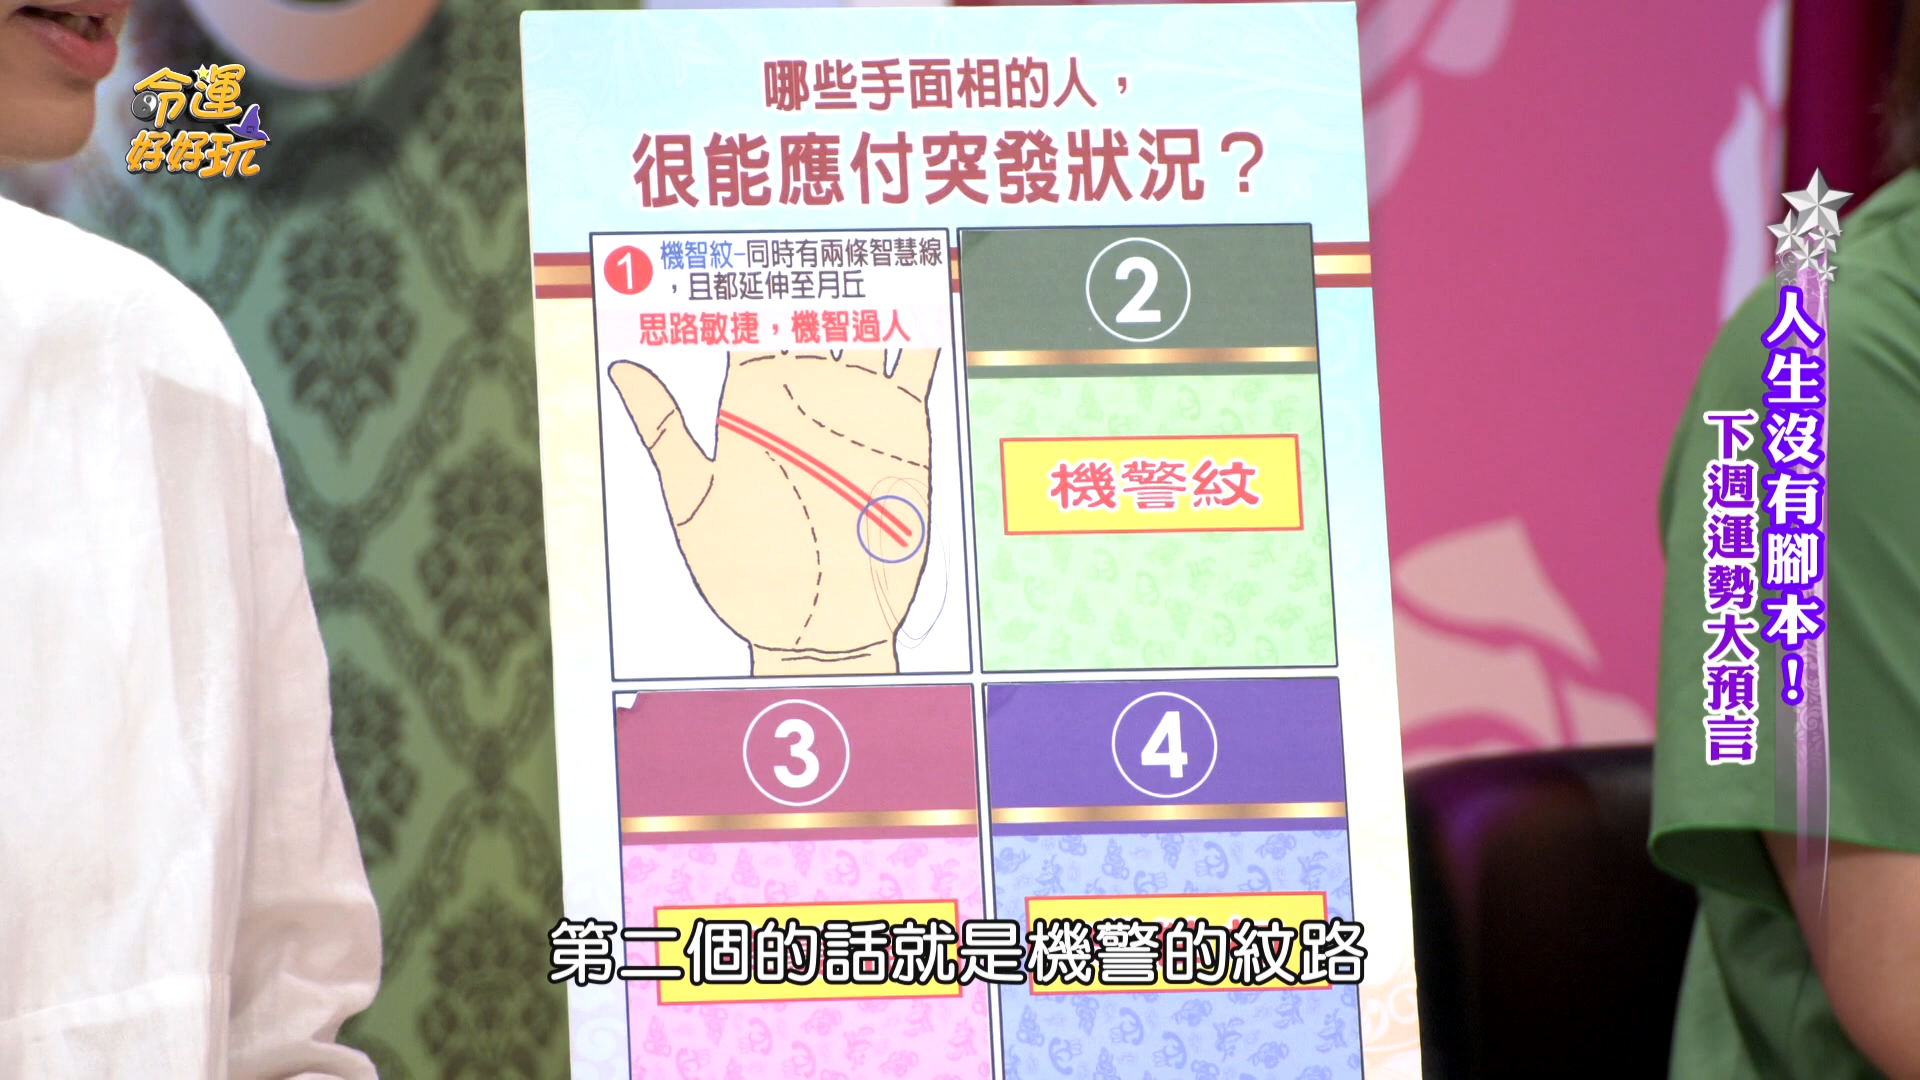 命運
好好玩
哪些手面相的人，
很能應付突發狀況？
1 機智紋-同時有兩條智慧線
，且都延伸至月丘
思路敏捷，機智過人
2
機警紋
3
4
人生沒有腳本！
下週運勢大預言
第二個的話就是機警的紋路